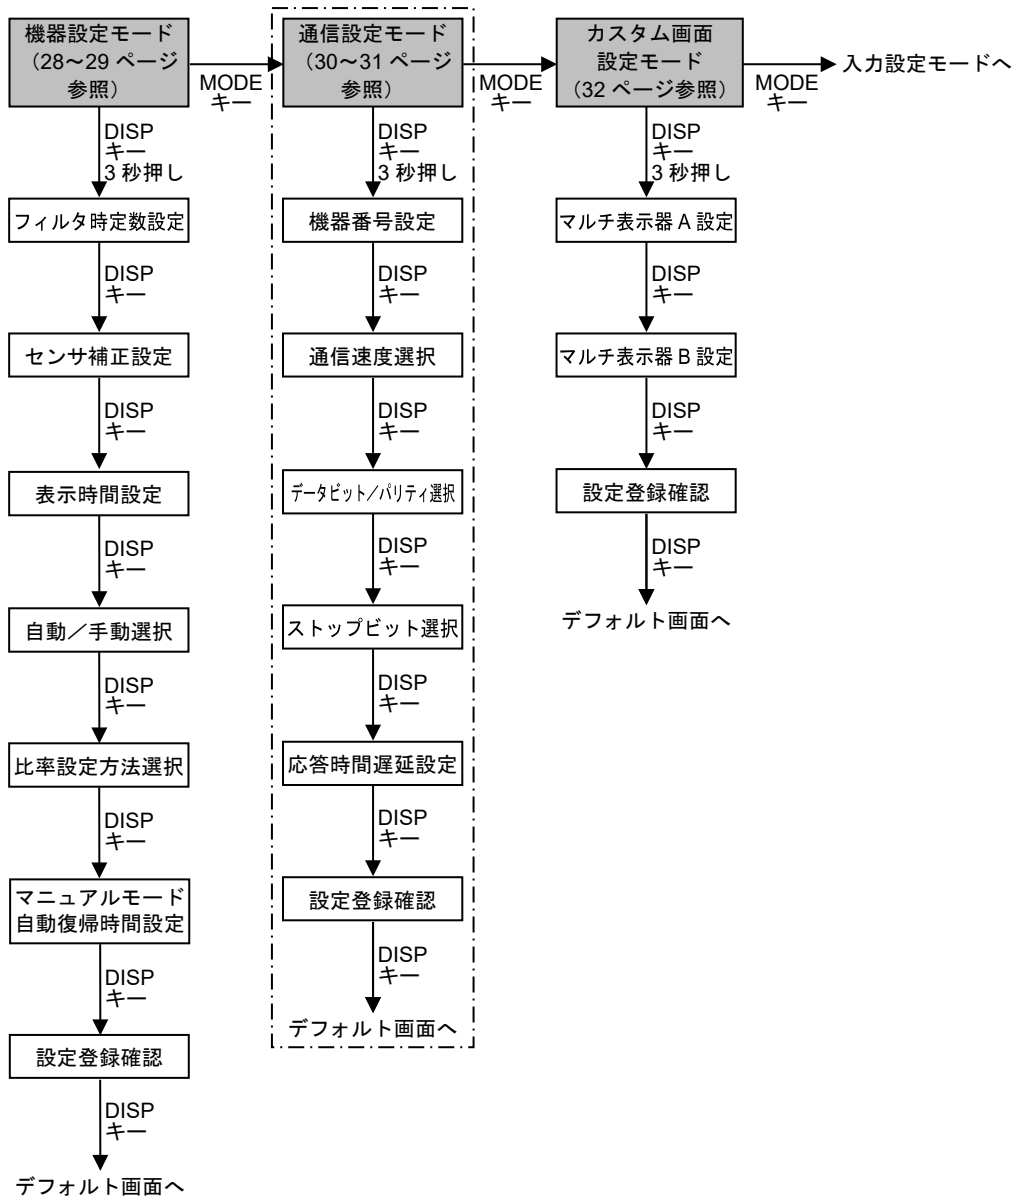 機器設定モード
(28~29 ページ
参照)
MODE
キー
通信設定モード
(30~31 ページ
参照)
MODE
キー
カスタム画面
設定モード
(32 ページ参照)
MODE
キー
入力設定モードへ
DISP
キー
3 秒押し
フィルタ時定数設定
DISP
キー
センサ補正設定
DISP
キー
表示時間設定
DISP
キー
自動/手動選択
DISP
キー
比率設定方法選択
DISP
キー
マニュアルモード
自動復帰時間設定
DISP
キー
設定登録確認
DISP
キー
デフォルト画面へ
DISP
キー
3 秒押し
機器番号設定
DISP
キー
通信速度選択
DISP
キー
データビット/パリティ選択
DISP
キー
ストップビット選択
DISP
キー
応答時間遅延設定
DISP
キー
設定登録確認
DISP
キー
デフォルト画面へ
DISP
キー
3 秒押し
マルチ表示器 A 設定
DISP
キー
マルチ表示器 B 設定
DISP
キー
設定登録確認
DISP
キー
デフォルト画面へ